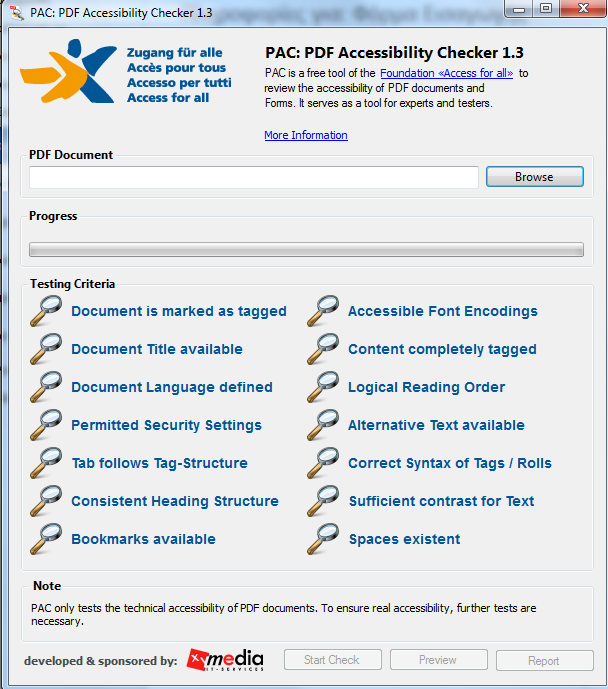 PAC: PDF Accessibility Checker 1.3
Zugang für alle
Accès pour tous
Accesso per tutti
Access for all
PAC: PDF Accessibility Checker 1.3
PAC is a free tool of the Foundation «Access for all» to
review the accessibility of PDF documents and
Forms. It serves as a tool for experts and testers.
More Information
PDF Document
Browse
Progress
Testing Criteria
Document is marked as tagged
Accessible Font Encodings
Document Title available
Content completely tagged
Document Language defined
Logical Reading Order
Permitted Security Settings
Alternative Text available
Tab follows Tag-Structure
Correct Syntax of Tags / Rolls
Consistent Heading Structure
Sufficient contrast for Text
Bookmarks available
Spaces existent
Note
PAC only tests the technical accessibility of PDF documents. To ensure real accessibility, further tests are
necessary.
developed & sponsored by:
xymedia
IT-SERVICES
Start Check
Preview
Report